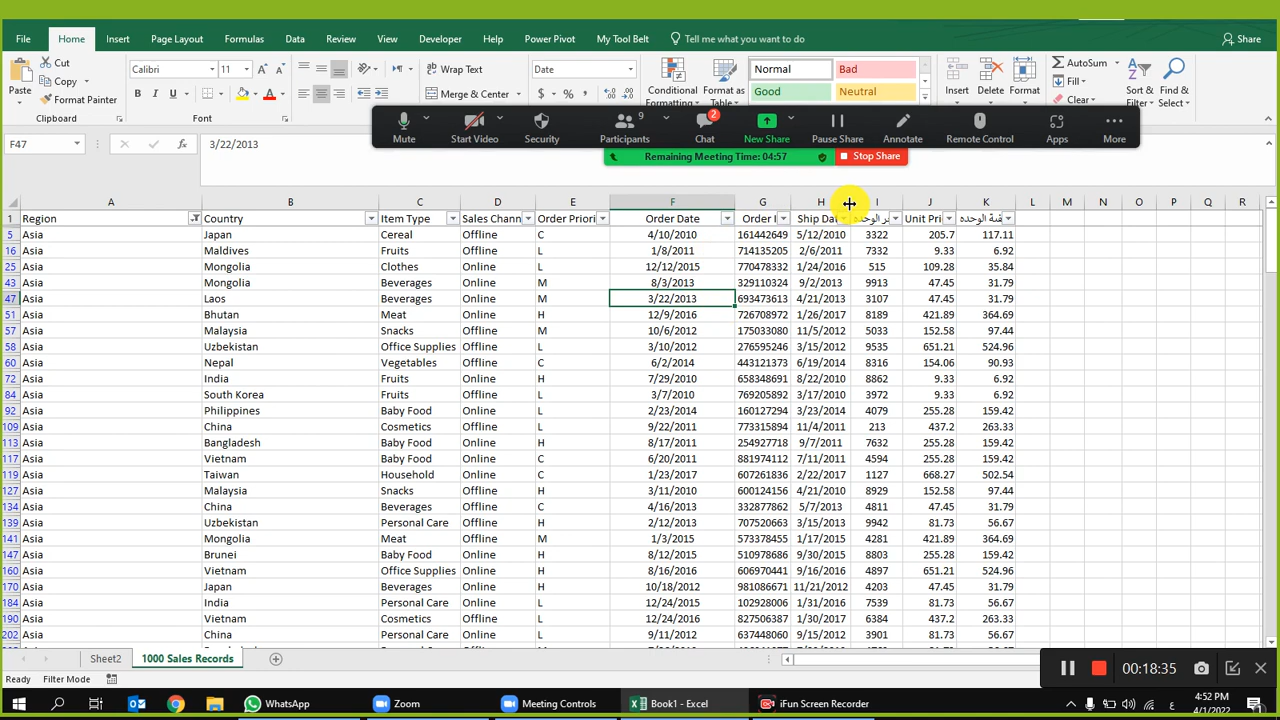 File Home Insert Page Layout Formulas Data Review View Developer Help Power Pivot My Tool Belt Tell me what you want to do Share
Paste Cut Calibri 11 Wrap Text Date Normal Bad AutoSum
Copy Fill
Format Painter Merge & Center Conditional Format as Good Neutral Insert Delete Format Clear Sort & Find &
Clipboard Font
Mute Start Video Security Participants 9 Chat 2 New Share Pause Share Annotate Remote Control Apps More
F47 3/22/2013 Remaining Meeting Time: 04:57 Stop Share
A B C D E F G H I J K L M N O P Q R
1 Region Country Item Type Sales Chann Order Priori Order Date Order I Ship Dat الوحده Unit Pri الوحده
5 Asia Japan Cereal Offline C 4/10/2010 161442649 5/12/2010 3322 205.7 117.11
16 Asia Maldives Fruits Offline L 1/8/2011 714135205 2/6/2011 7332 9.33 6.92
25 Asia Mongolia Clothes Online L 12/12/2015 770478332 1/24/2016 515 109.28 35.84
43 Asia Mongolia Beverages Online M 8/3/2013 329110324 9/2/2013 9913 47.45 31.79
47 Asia Laos Beverages Online M 3/22/2013 693473613 4/21/2013 3107 47.45 31.79
51 Asia Bhutan Meat Online H 12/9/2016 726708972 1/26/2017 8189 421.89 364.69
57 Asia Malaysia Snacks Offline M 10/6/2012 175033080 11/5/2012 5033 152.58 97.44
58 Asia Uzbekistan Office Supplies Offline L 3/10/2012 276595246 3/15/2012 9535 651.21 524.96
60 Asia Nepal Vegetables Online C 6/2/2014 443121373 6/19/2014 8316 154.06 90.93
72 Asia India Fruits Online H 7/29/2010 658348691 8/22/2010 8862 9.33 6.92
84 Asia South Korea Fruits Offline L 3/7/2010 769205892 3/17/2010 3972 9.33 6.92
92 Asia Philippines Baby Food Online L 2/23/2014 160127294 3/23/2014 4079 255.28 159.42
109 Asia China Cosmetics Offline L 9/22/2011 773315894 11/4/2011 213 437.2 263.33
113 Asia Bangladesh Baby Food Online H 8/17/2011 254927718 9/7/2011 7632 255.28 159.42
117 Asia Vietnam Baby Food Online C 6/20/2011 881974112 7/11/2011 4594 255.28 159.42
119 Asia Taiwan Household Online C 1/23/2017 607261836 2/22/2017 1127 668.27 502.54
127 Asia Malaysia Snacks Offline H 3/11/2010 600124156 4/21/2010 8929 152.58 97.44
134 Asia China Beverages Offline C 4/16/2013 332877862 5/7/2013 4811 47.45 31.79
139 Asia Uzbekistan Personal Care Offline H 2/12/2013 707520663 3/15/2013 9942 81.73 56.67
141 Asia Mongolia Meat Offline M 1/3/2015 837855851 1/17/2015 4281 421.89 364.69
147 Asia Brunei Baby Food Online H 8/12/2015 510978686 9/30/2015 8803 255.28 159.42
160 Asia Vietnam Office Supplies Online H 8/16/2016 606970441 9/16/2016 4897 651.21 524.96
170 Asia Japan Beverages Online H 10/18/2012 981086671 11/21/2012 4203 47.45 31.79
184 Asia India Personal Care Online L 12/24/2015 102928006 1/31/2016 7539 81.73 56.67
190 Asia Vietnam Cosmetics Offline L 12/24/2016 827506387 1/30/2017 6384 437.2 263.33
202 Asia China Personal Care Online L 9/11/2012 637448060 9/15/2012 3901 81.73 56.67
Sheet2 1000 Sales Records 00:18:35
Ready Filter Mode
WhatsApp Zoom Meeting Controls Book1 - Excel iFun Screen Recorder ع 4:52 PM
4/1/2022